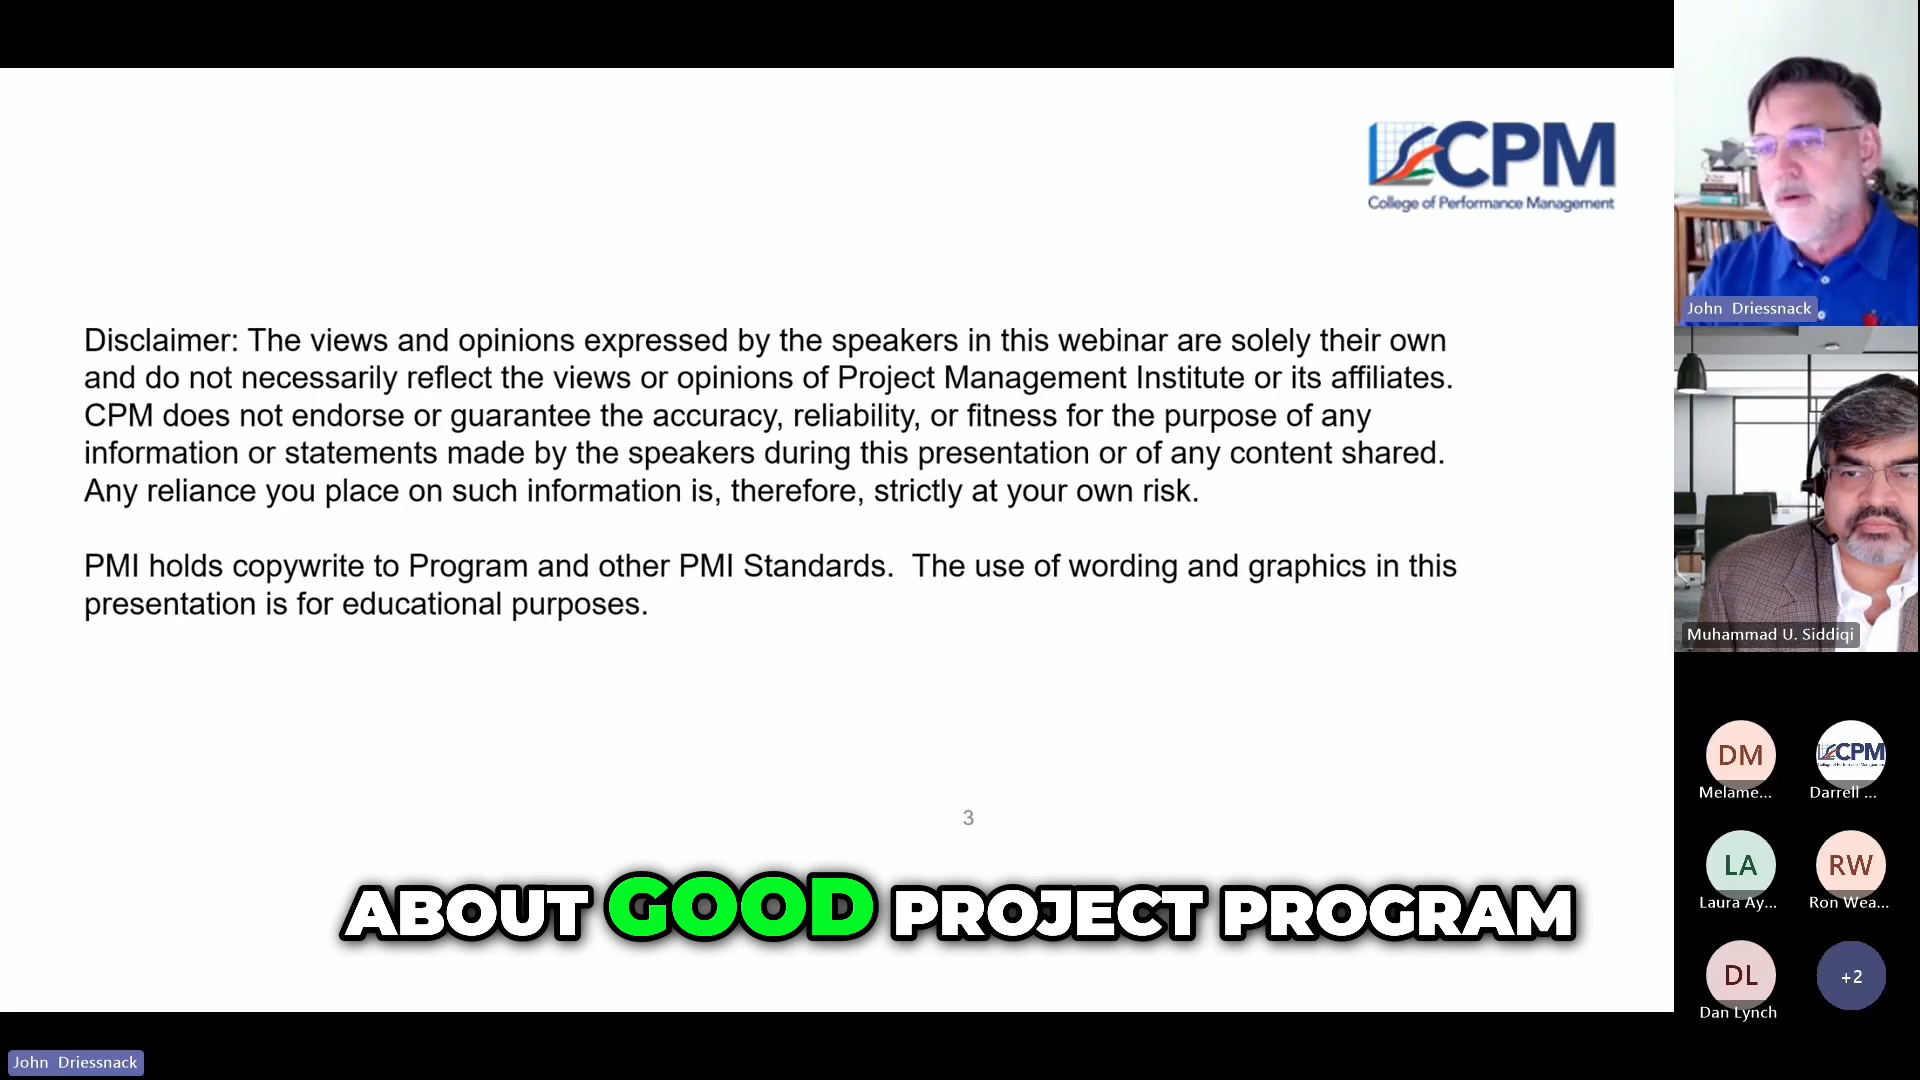 CPM
College of Performance Management
Disclaimer: The views and opinions expressed by the speakers in this webinar are solely their own
and do not necessarily reflect the views or opinions of Project Management Institute or its affiliates.
CPM does not endorse or guarantee the accuracy, reliability, or fitness for the purpose of any
information or statements made by the speakers during this presentation or of any content shared.
Any reliance you place on such information is, therefore, strictly at your own risk.
PMI holds copywrite to Program and other PMI Standards.  The use of wording and graphics in this
presentation is for educational purposes.
3
ABOUT GOOD PROJECT PROGRAM
John Driessnack
John Driessnack
Muhammad U. Siddiqi
DM
Melame...
CPM
Darrell ...
LA
Laura Ay...
RW
Ron Wea...
DL
Dan Lynch
+2